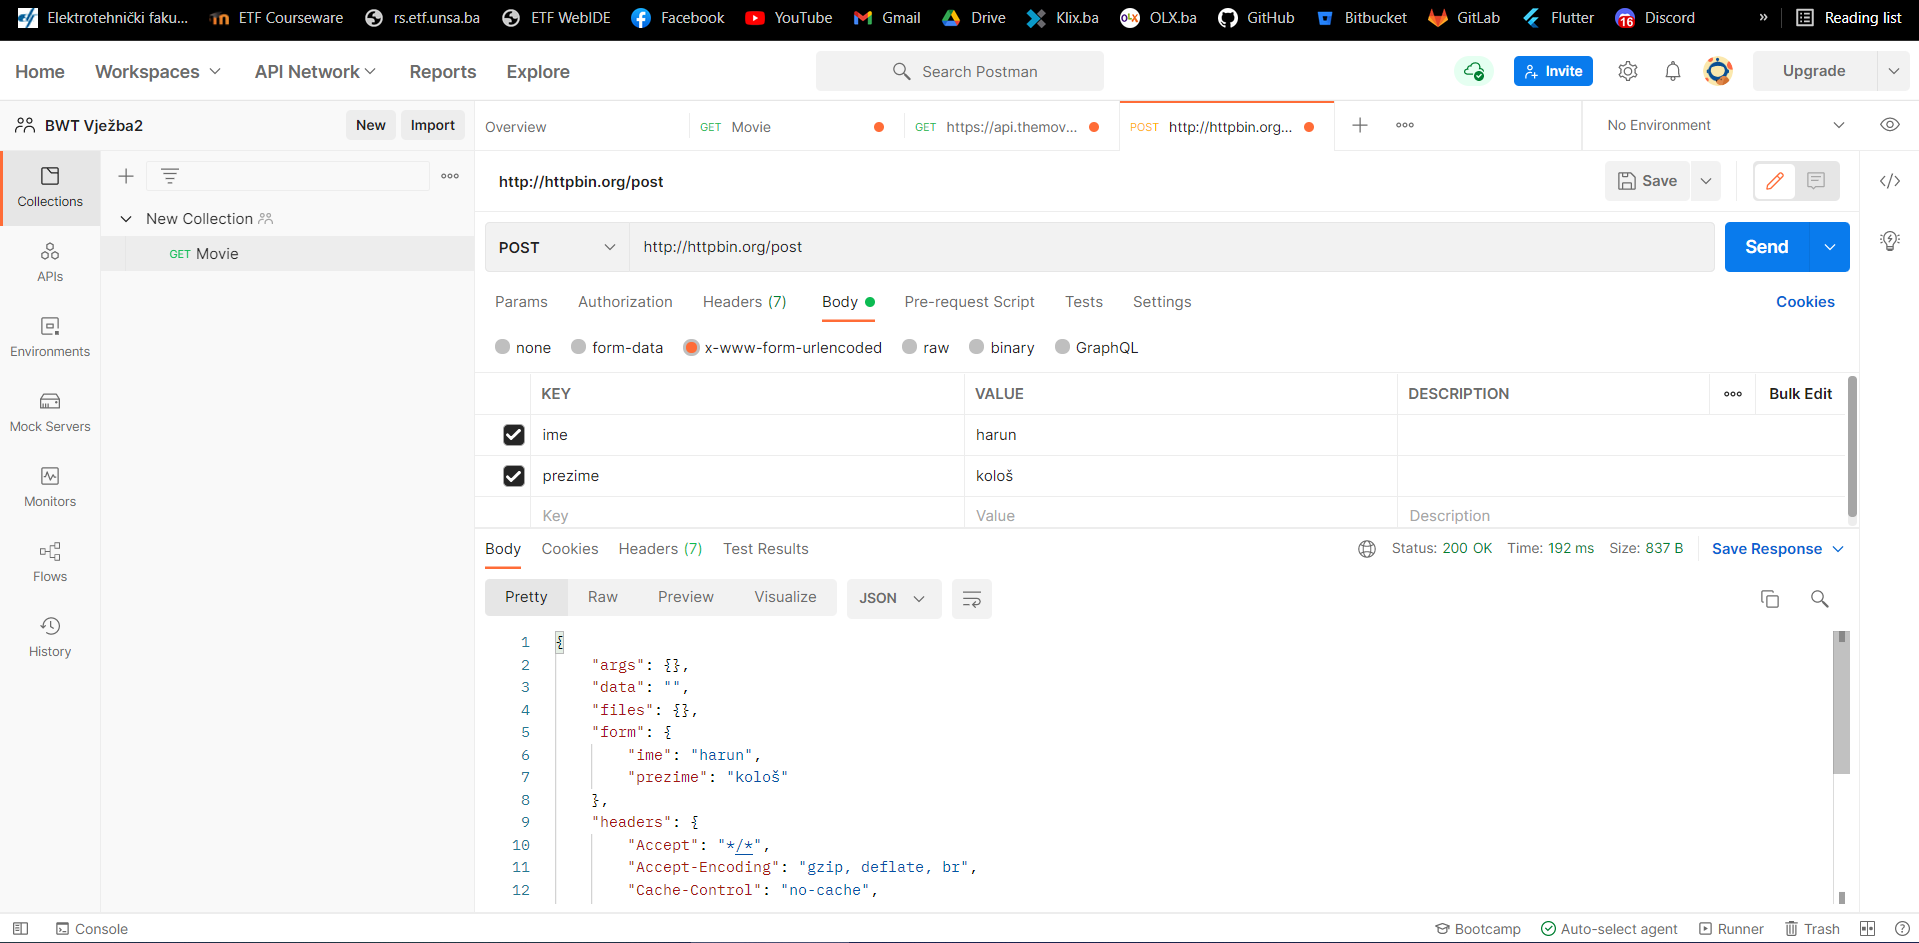 Elektrotehnički faku... ETF Courseware rs.etf.unsa.ba ETF WebIDE Facebook YouTube Gmail Drive Klix.ba OLX.ba GitHub Bitbucket GitLab Flutter 16 Discord » Reading list
Home Workspaces API Network Reports Explore Search Postman Invite Upgrade
BWT Vježba2 New Import Overview GET Movie GET https://api.themov... POST http://httpbin.org... No Environment
Collections
New Collection
GET Movie
APIs
Environments
Mock Servers
Monitors
Flows
History
http://httpbin.org/post Save
POST http://httpbin.org/post Send
Params Authorization Headers (7) Body Pre-request Script Tests Settings Cookies
none form-data x-www-form-urlencoded raw binary GraphQL
KEY VALUE DESCRIPTION Bulk Edit
ime harun
prezime kološ
Key Value Description
Body Cookies Headers (7) Test Results Status: 200 OK Time: 192 ms Size: 837 B Save Response
Pretty Raw Preview Visualize JSON
1 {
2 "args": {},
3 "data": "",
4 "files": {},
5 "form": {
6 "ime": "harun",
7 "prezime": "kološ"
8 },
9 "headers": {
10 "Accept": "*/*",
11 "Accept-Encoding": "gzip, deflate, br",
12 "Cache-Control": "no-cache",
Console Bootcamp Auto-select agent Runner Trash